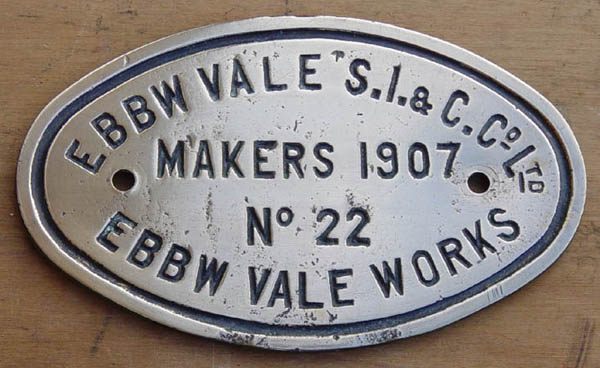 EBBW VALE S.I. & C. Co LTD
MAKERS 1907
No 22
EBBW VALE WORKS